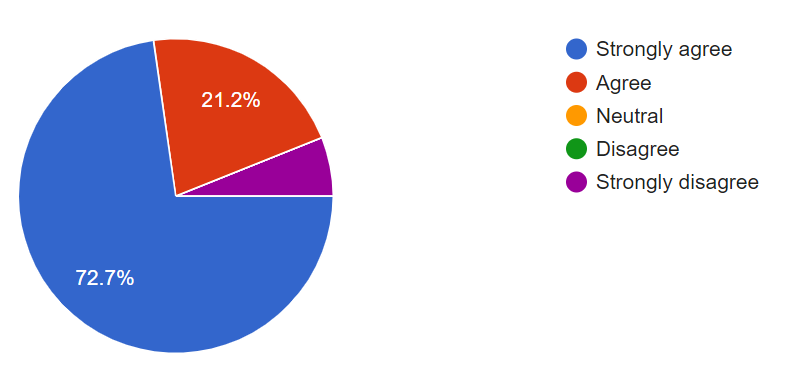 21.2%
72.7%
Strongly agree
Agree
Neutral
Disagree
Strongly disagree